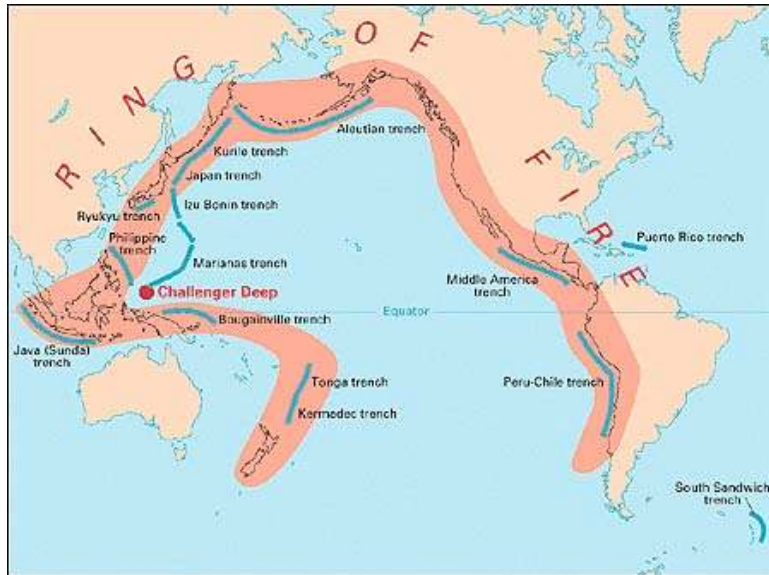 RING OF FIRE
Aleutian trench
Kurile trench
Japan trench
Izu Bonin trench
Ryukyu trench
Philippine
trench
Marianas trench
Challenger Deep
Bougainville trench
Equator
Java (Sunda)
trench
Tonga trench
Kermadec trench
Middle America
trench
Puerto Rico trench
Peru-Chile trench
South Sandwich
trench